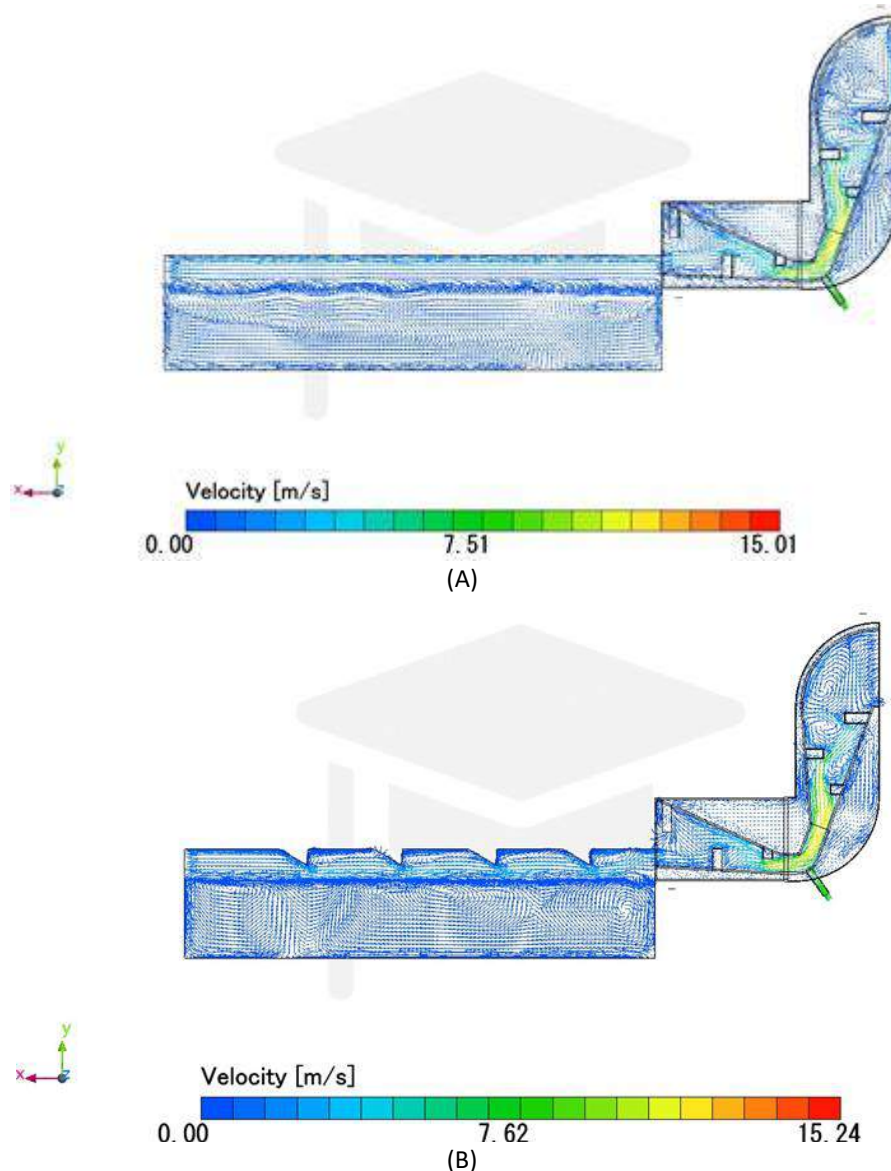 y
x
z
Velocity [m/s]
0. 00 7. 51 15. 01
(A)
y
x
z
Velocity [m/s]
0. 00 7. 62 15. 24
(B)